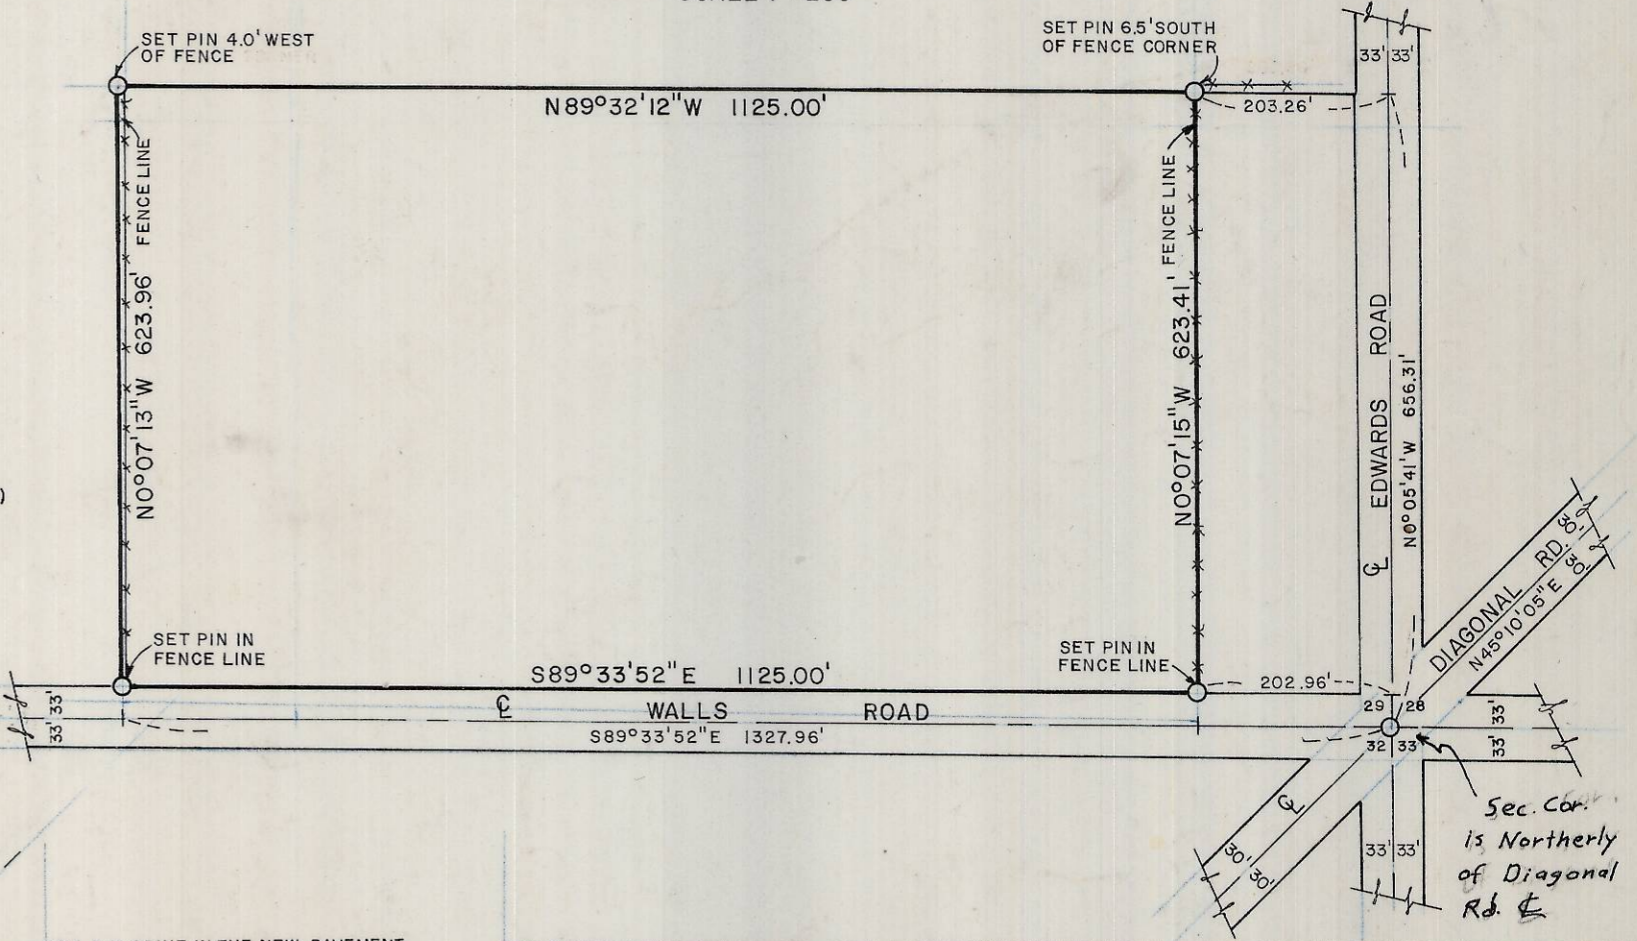 SET PIN 4.0' WEST
OF FENCE
SET PIN 6.5' SOUTH
OF FENCE CORNER
33' 33'
N89°32'12"W 1125.00'
203.26'
FENCE LINE
N0°07'13"W 623.96'
FENCE LINE
N0°07'15"W 623.41'
℄ EDWARDS ROAD
N0°05'41"W 656.31'
DIAGONAL RD.
N45°10'05"E
30' 30'
SET PIN IN
FENCE LINE
SET PIN IN
FENCE LINE
S89°33'52"E 1125.00'
202.96'
33' 33'
℄ WALLS ROAD
S89°33'52"E 1327.96'
29 28
32 33
33' 33'
℄
30' 30'
33' 33'
Sec. Cor.
is Northerly
of Diagonal
Rd. ℄